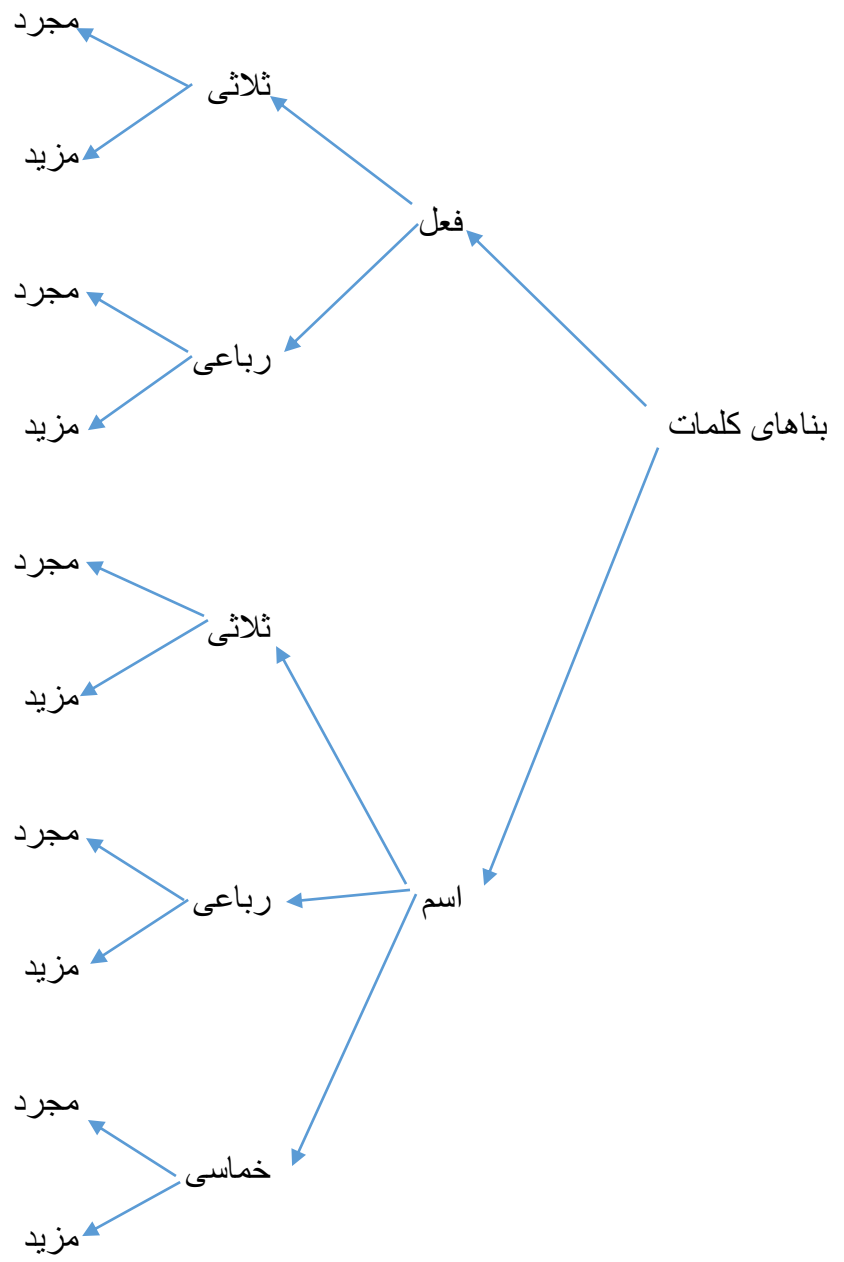 بناهای کلمات
فعل
ثلاثی
مجرد
مزید
رباعی
مجرد
مزید
اسم
ثلاثی
مجرد
مزید
رباعی
مجرد
مزید
خماسی
مجرد
مزید